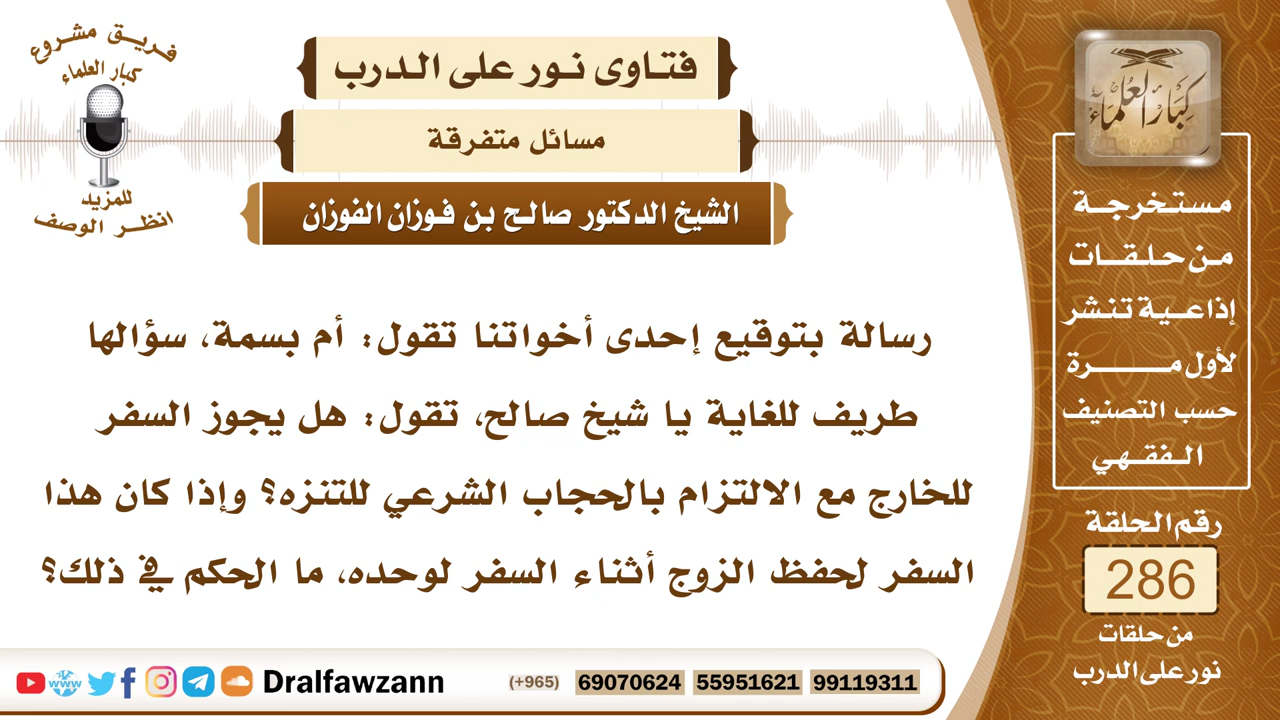 فريق مشروع
كبار العلماء
للمزيد
انظر الوصف
فتاوى نور على الدرب
مسائل متفرقة
الشيخ الدكتور صالح بن فوزان الفوزان
رسالة بتوقيع إحدى أخواتنا تقول: أم بسمة، سؤالها
طريف للغاية يا شيخ صالح، تقول: هل يجوز السفر
للخارج مع الالتزام بالحجاب الشرعي للتنزه؟ وإذا كان هذا
السفر لحفظ الزوج أثناء السفر لوحده، ما الحكم في ذلك؟
كبار العلماء
مستخرجة
من حلقات
إذاعية تنشر
لأول مرة
حسب التصنيف
الفقهي
رقم الحلقة
286
من حلقات
نور على الدرب
www
Dralfawzann
(+965) 69070624 55951621 99119311